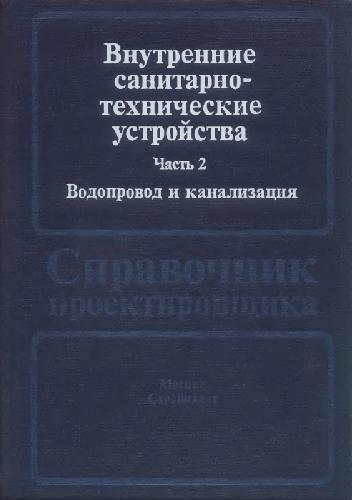 Внутренние
санитарно-
технические
устройства
Часть 2
Водопровод и канализация
Справочник
проектировщика
Москва
Стройиздат